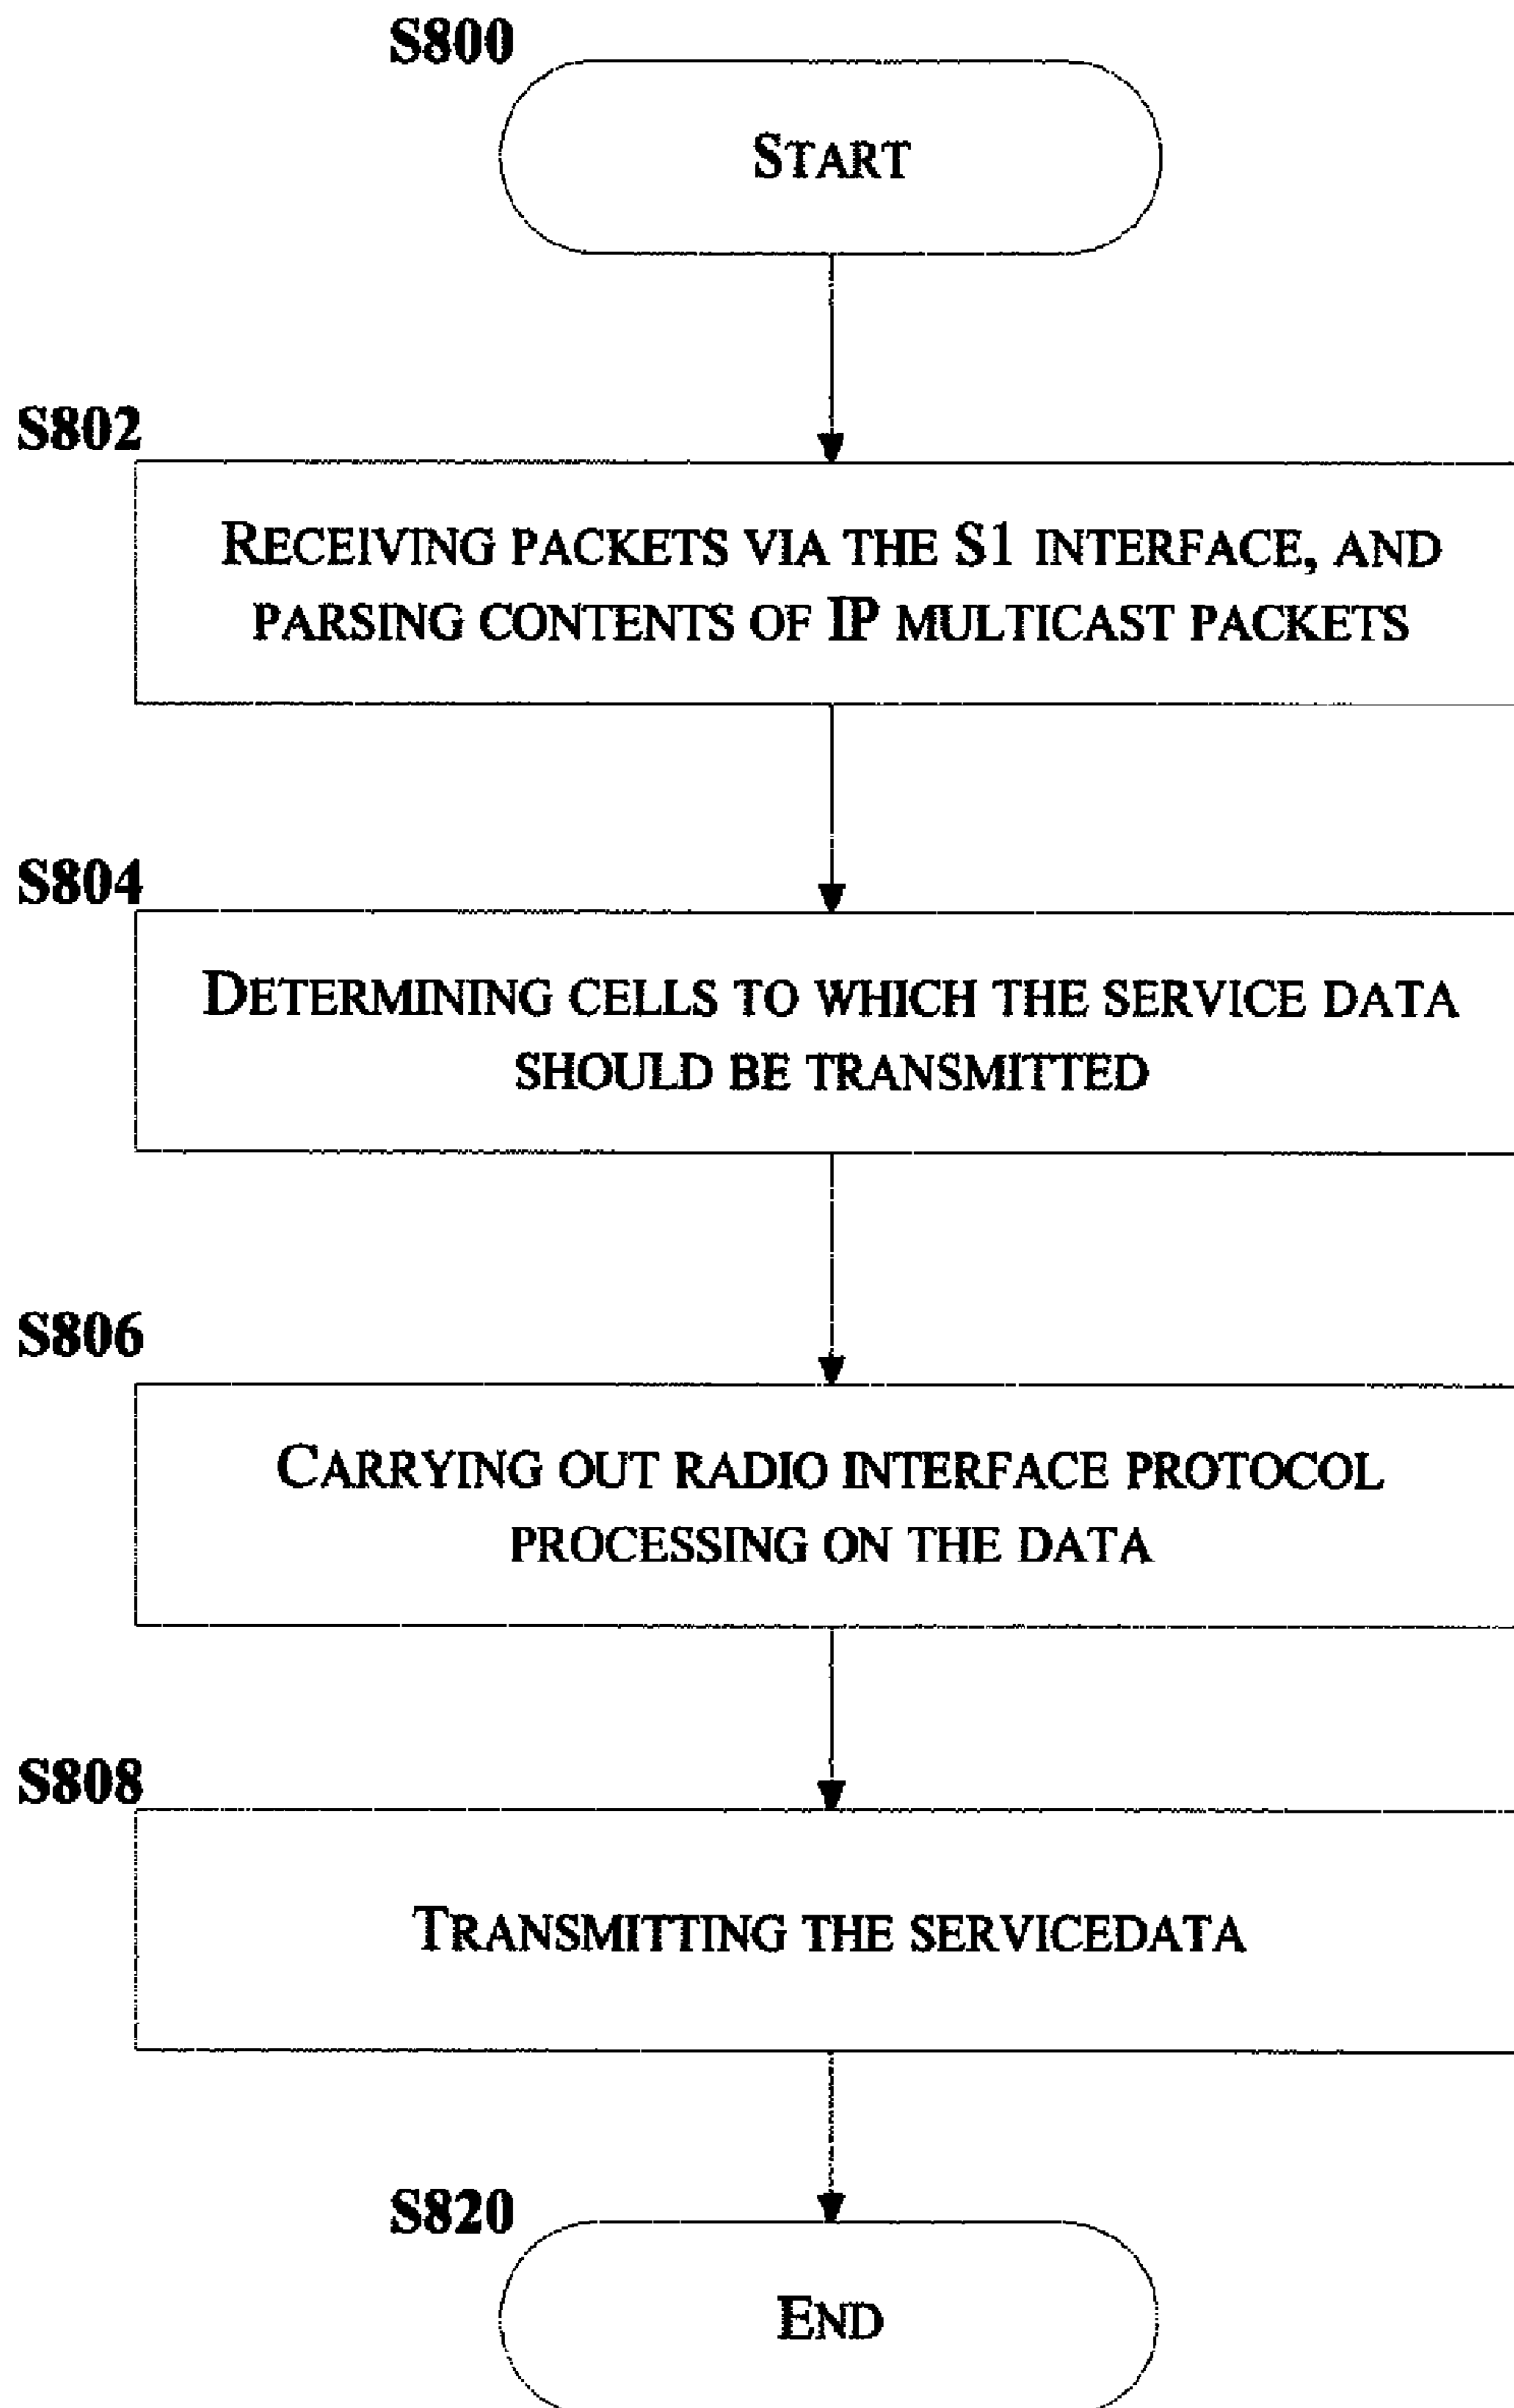 S800
START
S802
RECEIVING PACKETS VIA THE S1 INTERFACE, AND
PARSING CONTENTS OF IP MULTICAST PACKETS
S804
DETERMINING CELLS TO WHICH THE SERVICE DATA
SHOULD BE TRANSMITTED
S806
CARRYING OUT RADIO INTERFACE PROTOCOL
PROCESSING ON THE DATA
S808
TRANSMITTING THE SERVICEDATA
S820
END